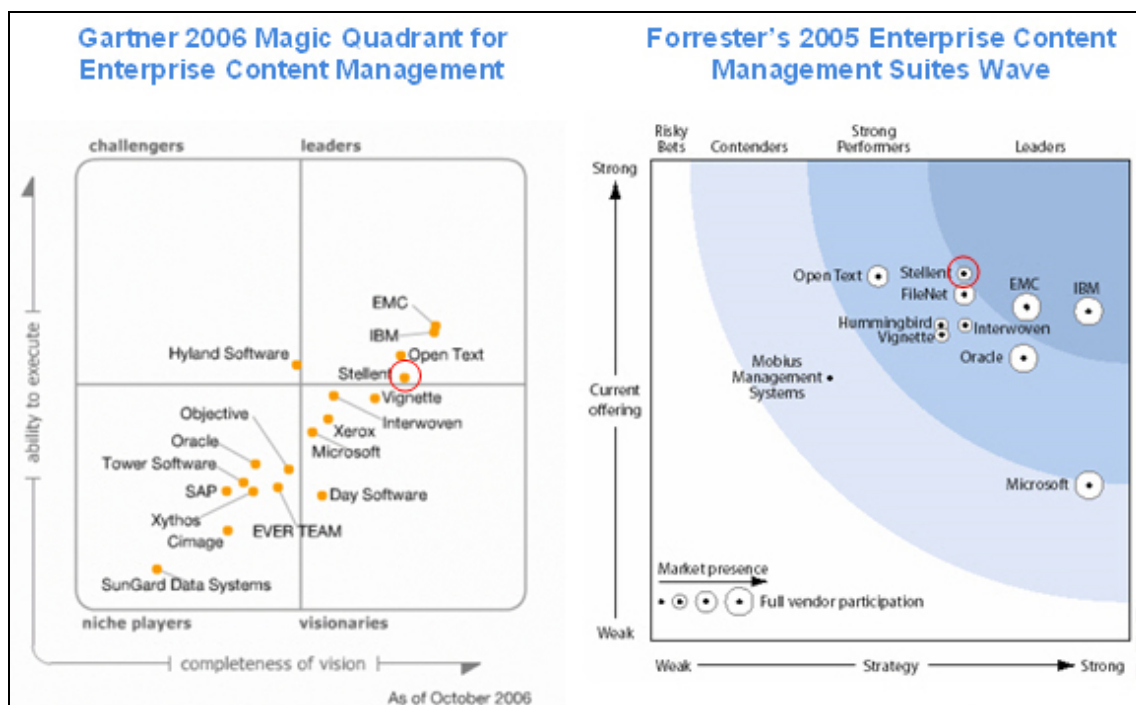 Gartner 2006 Magic Quadrant for
Enterprise Content Management
challengers
leaders
ability to execute
EMC
IBM
Hyland Software
Open Text
Stellent
Vignette
Objective
Interwoven
Oracle
Xerox
Tower Software
Microsoft
SAP
Day Software
Xythos
EVER TEAM
Cimage
SunGard Data Systems
niche players
visionaries
completeness of vision
As of October 2006
Forrester's 2005 Enterprise Content
Management Suites Wave
Risky
Bets
Contenders
Strong
Performers
Leaders
Strong
Current
offering
Weak
Open Text
Stellent
FileNet
EMC
IBM
Hummingbird
Vignette
Interwoven
Oracle
Mobius
Management
Systems
Microsoft
Market presence
Full vendor participation
Weak
Strategy
Strong